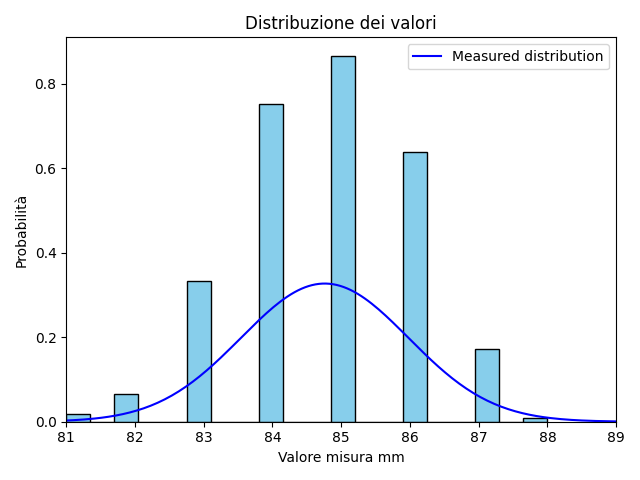 Distribuzione dei valori
Measured distribution
Probabilità
0.8
0.6
0.4
0.2
0.0
81 82 83 84 85 86 87 88 89
Valore misura mm